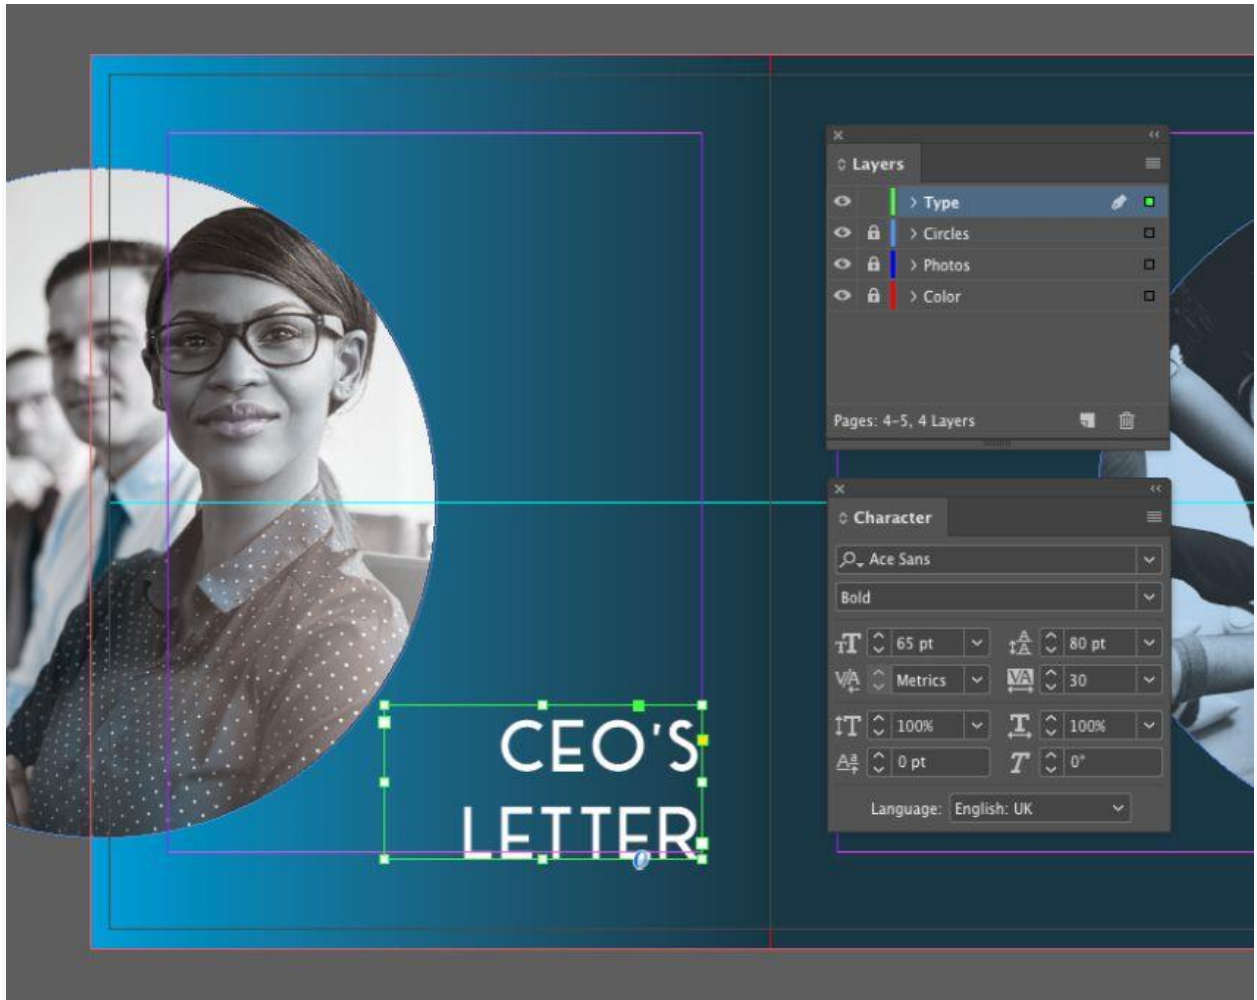 Layers
Type
Circles
Photos
Color
Pages: 4–5, 4 Layers
Character
Ace Sans
Bold
65 pt 80 pt
Metrics 30
100% 100%
0 pt 0°
Language: English: UK
CEO'S
LETTER